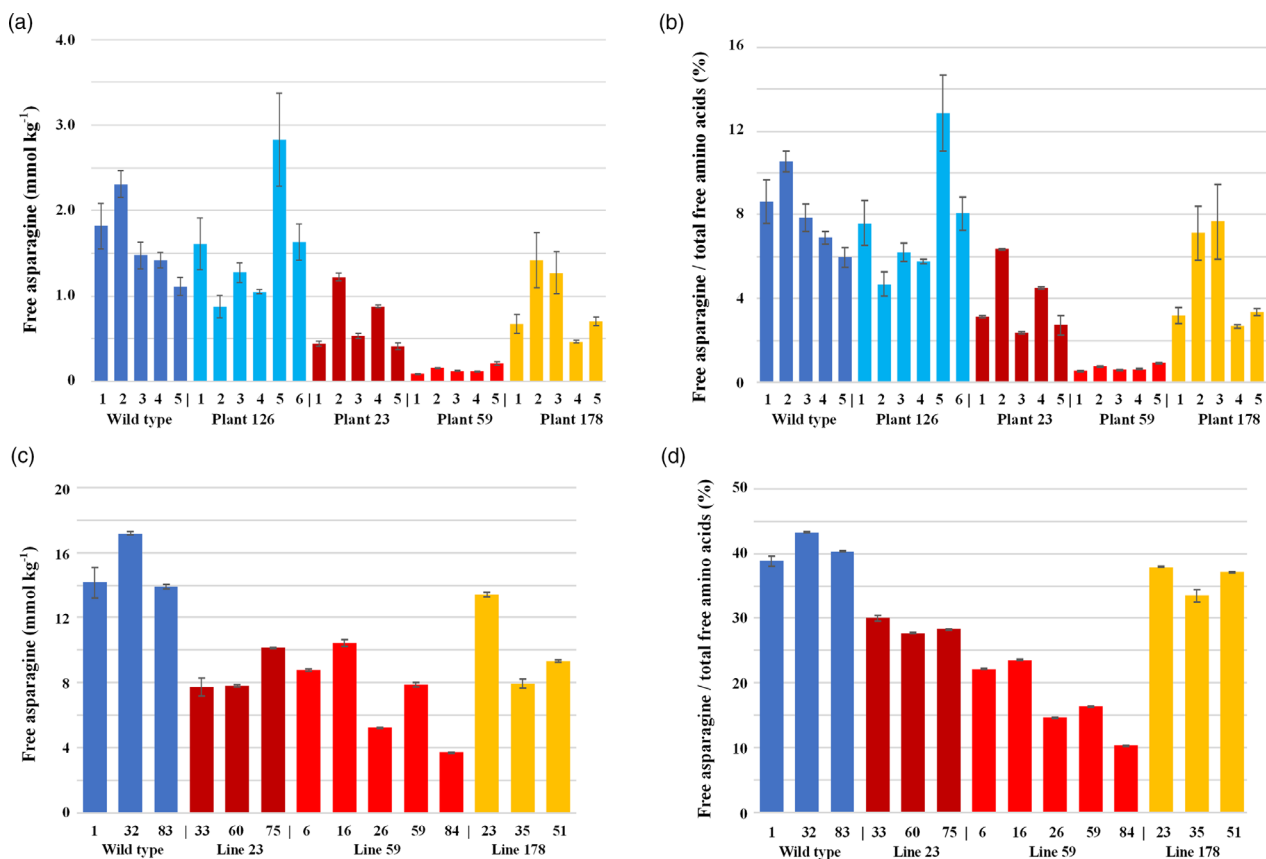 (a)
Free asparagine (mmol kg⁻¹)
4.0
3.0
2.0
1.0
0
1 2 3 4 5 | 1 2 3 4 5 6 | 1 2 3 4 5 | 1 2 3 4 5 | 1 2 3 4 5
Wild type Plant 126 Plant 23 Plant 59 Plant 178
(b)
Free asparagine / total free amino acids (%)
16
12
8
4
0
1 2 3 4 5 | 1 2 3 4 5 6 | 1 2 3 4 5 | 1 2 3 4 5 | 1 2 3 4 5
Wild type Plant 126 Plant 23 Plant 59 Plant 178
(c)
Free asparagine (mmol kg⁻¹)
20
16
12
8
4
0
1 32 83 | 33 60 75 | 6 16 26 59 84 | 23 35 51
Wild type Line 23 Line 59 Line 178
(d)
Free asparagine / total free amino acids (%)
50
40
30
20
10
0
1 32 83 | 33 60 75 | 6 16 26 59 84 | 23 35 51
Wild type Line 23 Line 59 Line 178